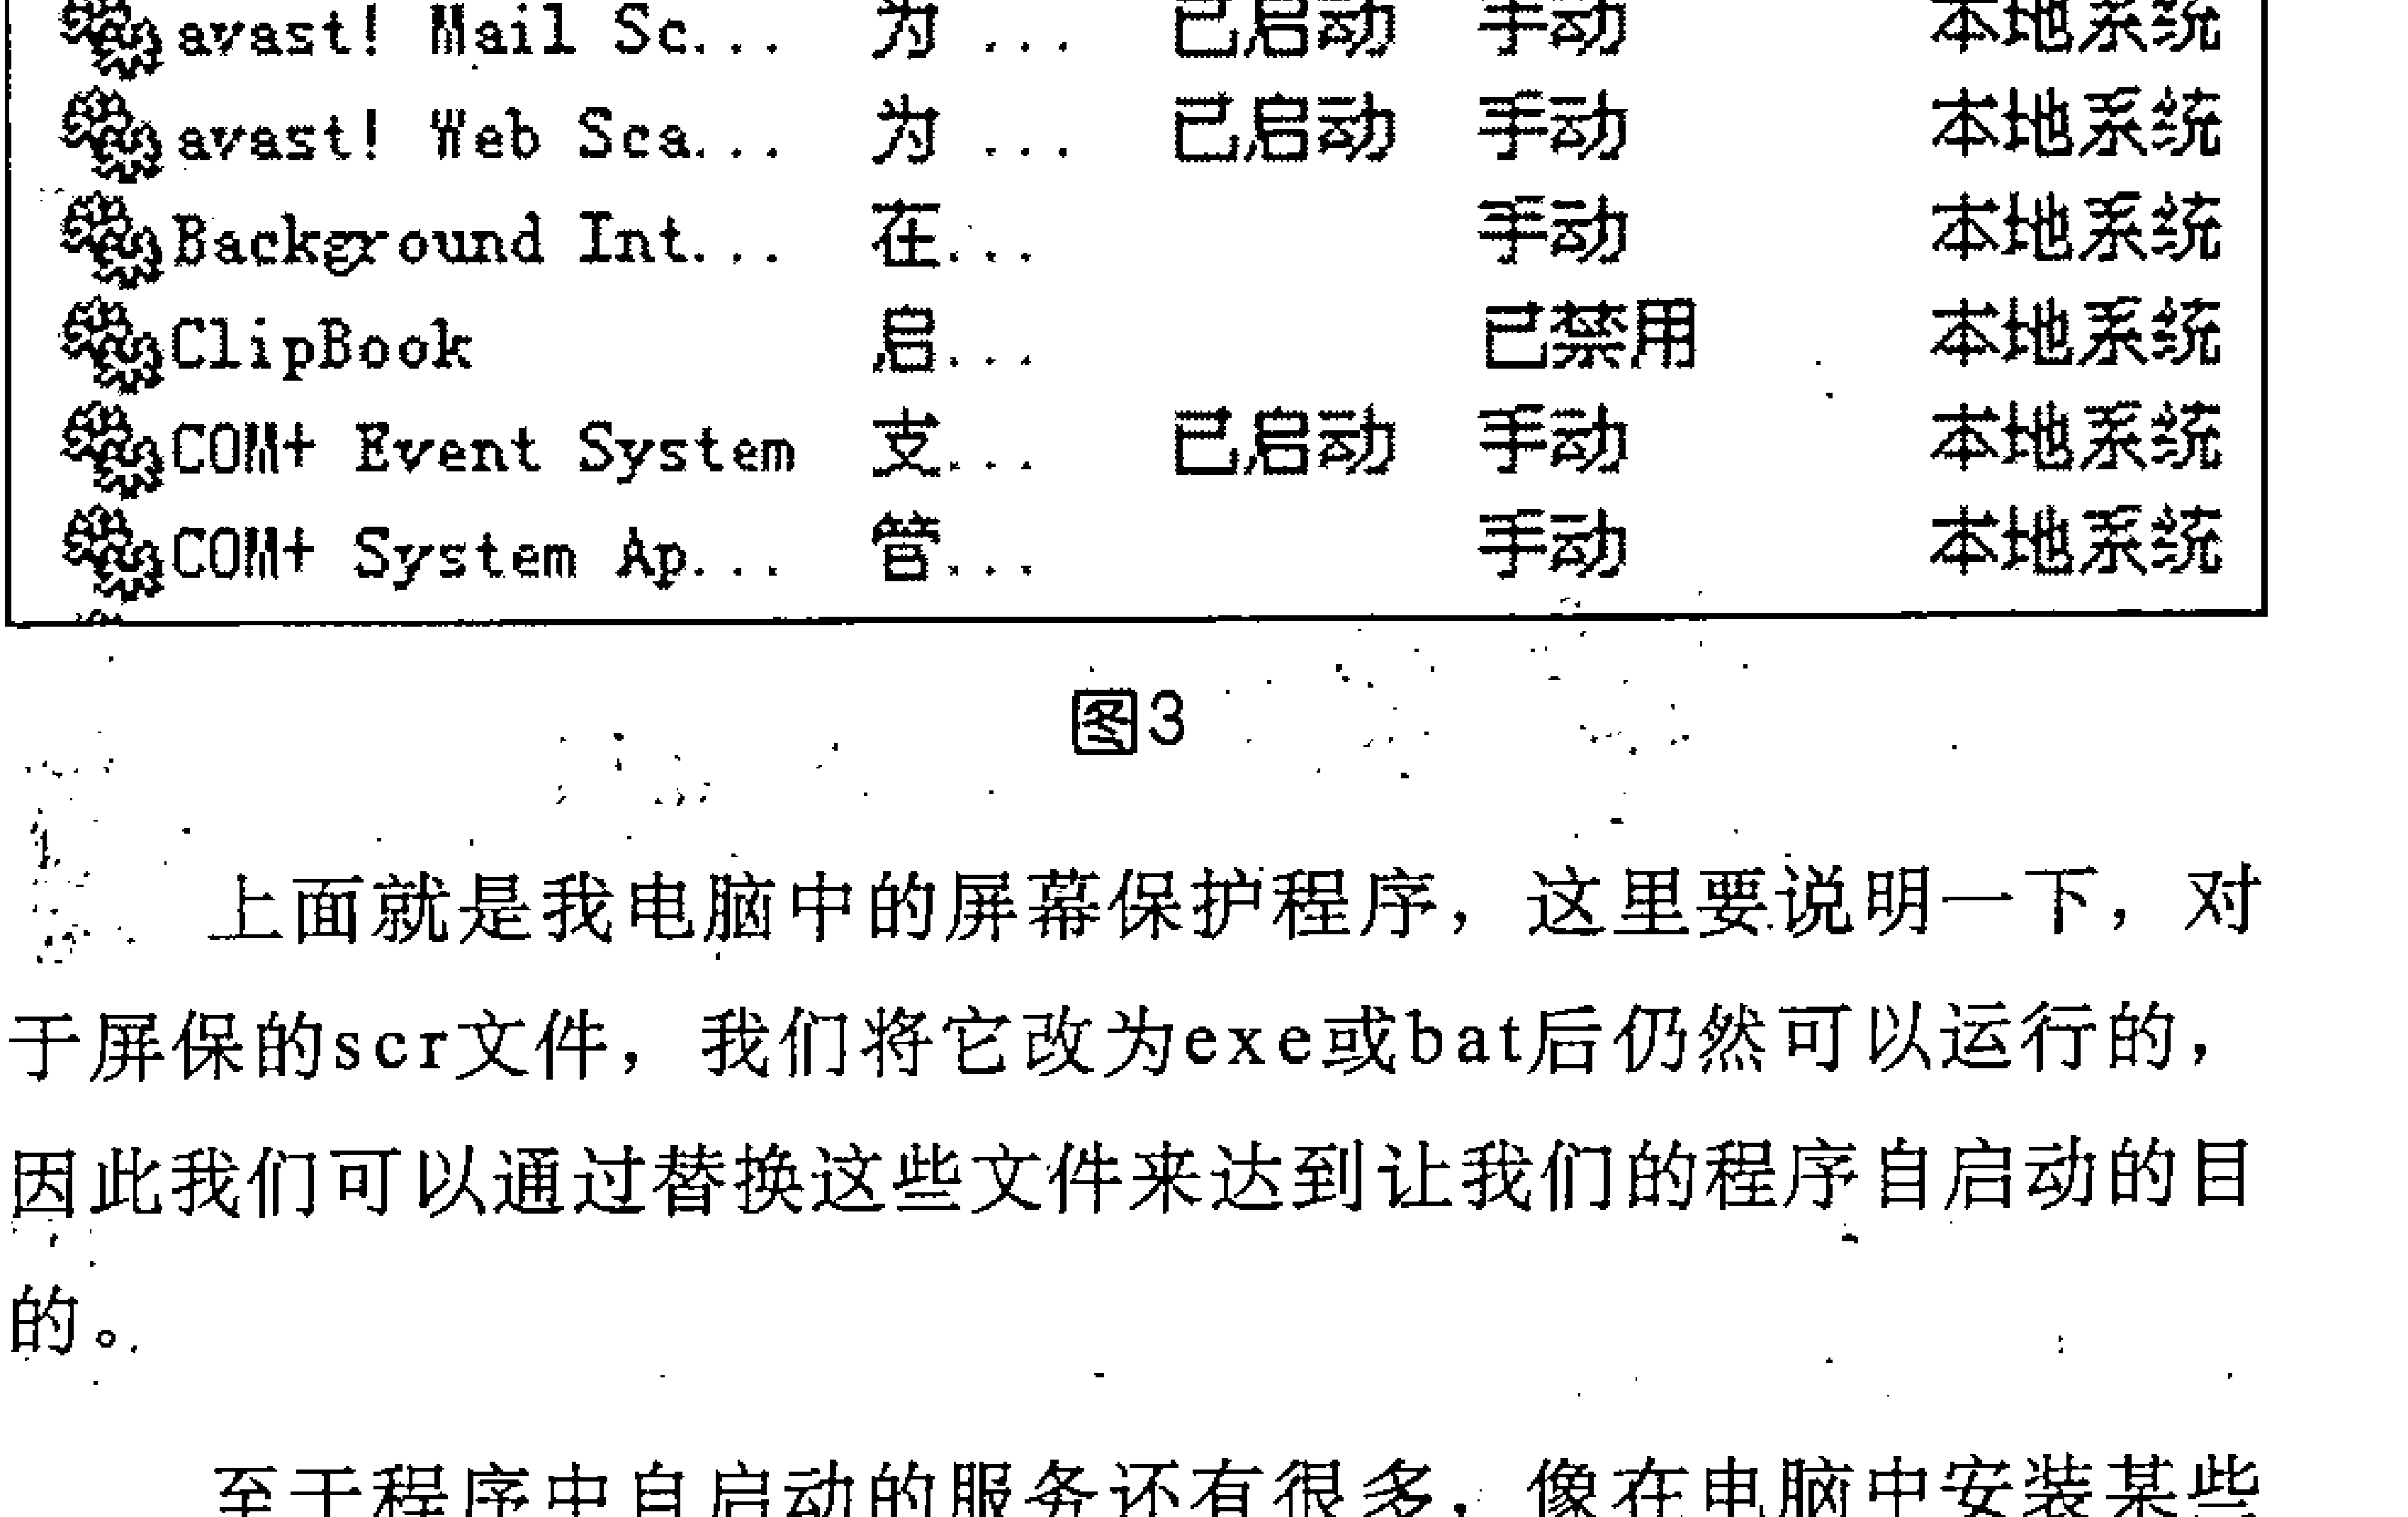 avast! Mail Sc... 为 ... 已启动 手动 本地系统
avast! Web Sca... 为 ... 已启动 手动 本地系统
Background Int... 在... 手动 本地系统
ClipBook 启... 已禁用 本地系统
COM+ Event System 支... 已启动 手动 本地系统
COM+ System Ap... 管... 手动 本地系统
图3
上面就是我电脑中的屏幕保护程序，这里要说明一下，对
于屏保的scr文件，我们将它改为exe或bat后仍然可以运行的，
因此我们可以通过替换这些文件来达到让我们的程序自启动的目
的。
至于程序中自启动的服务还有很多，像在电脑中安装某些